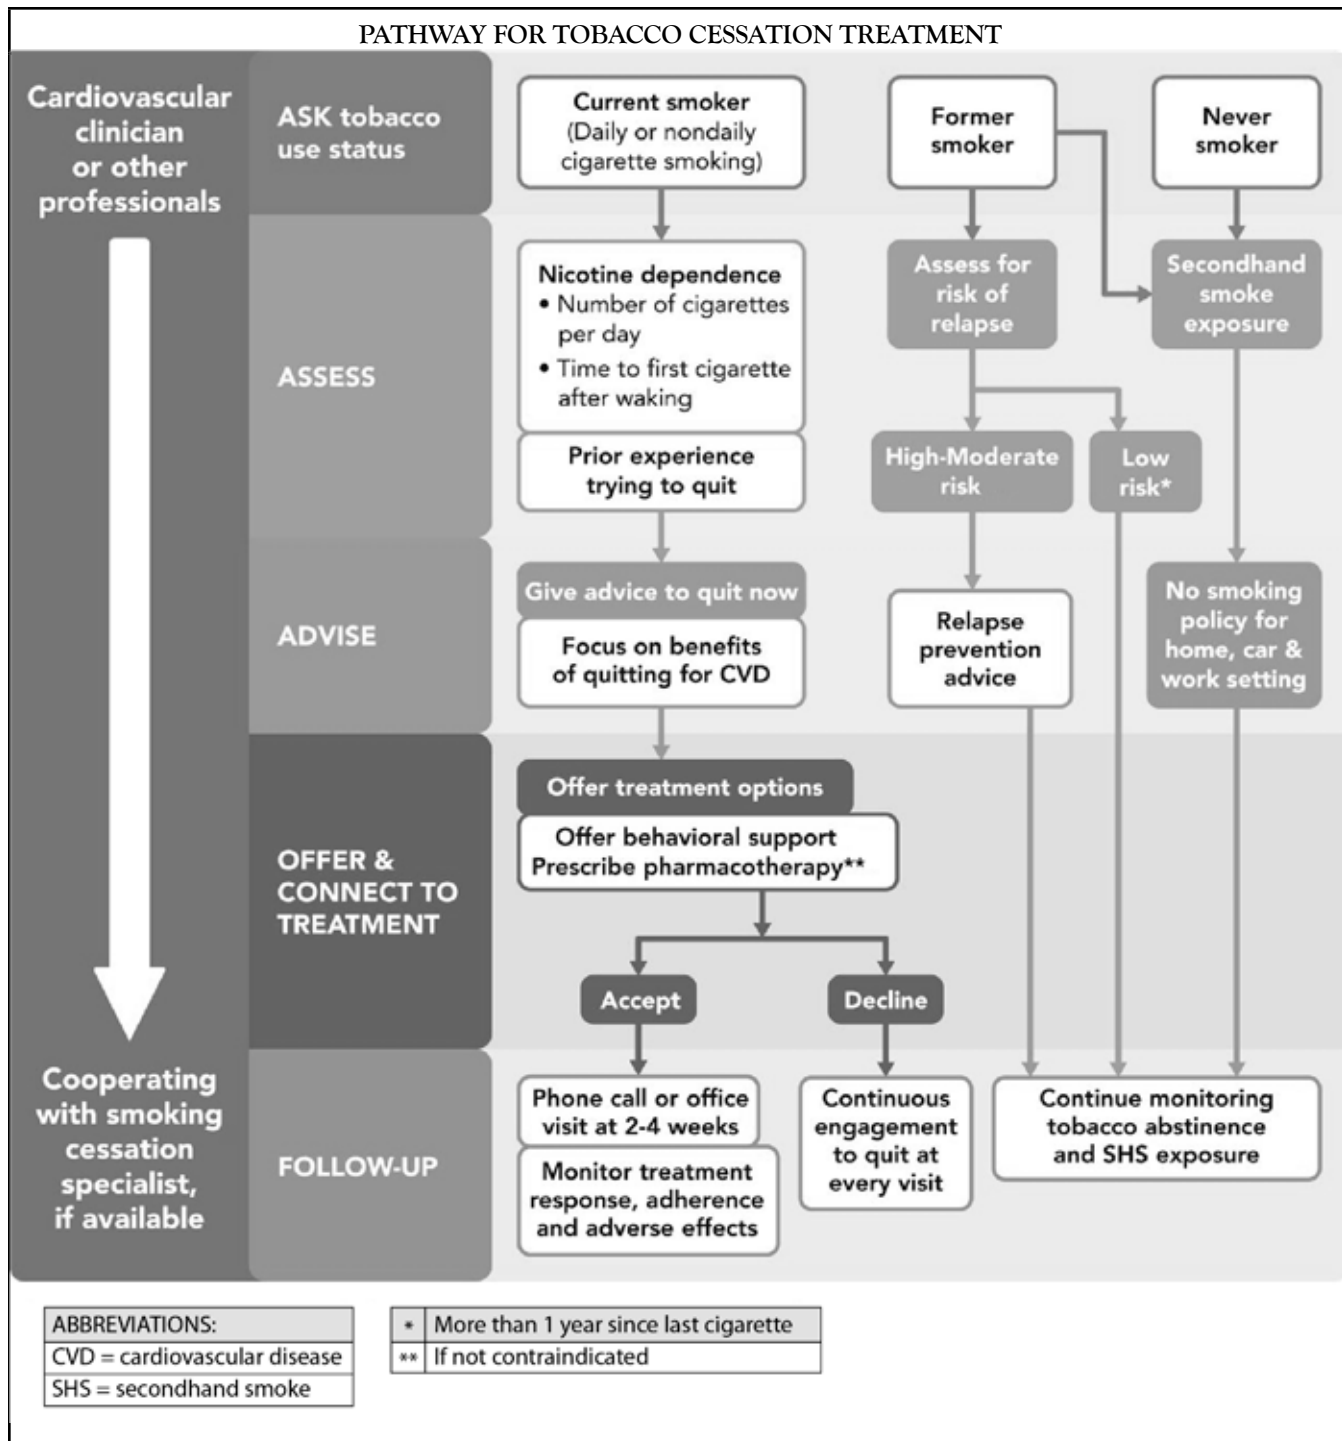 PATHWAY FOR TOBACCO CESSATION TREATMENT
Cardiovascular
clinician
or other
professionals
Cooperating
with smoking
cessation
specialist,
if available
ASK tobacco
use status
Current smoker
(Daily or nondaily
cigarette smoking)
Former
smoker
Never
smoker
ASSESS
Nicotine dependence
• Number of cigarettes
per day
• Time to first cigarette
after waking
Prior experience
trying to quit
Assess for
risk of
relapse
Secondhand
smoke
exposure
High-Moderate
risk
Low
risk*
ADVISE
Give advice to quit now
Focus on benefits
of quitting for CVD
Relapse
prevention
advice
No smoking
policy for
home, car &
work setting
OFFER &
CONNECT TO
TREATMENT
Offer treatment options
Offer behavioral support
Prescribe pharmacotherapy**
Accept
Decline
FOLLOW-UP
Phone call or office
visit at 2-4 weeks
Monitor treatment
response, adherence
and adverse effects
Continuous
engagement
to quit at
every visit
Continue monitoring
tobacco abstinence
and SHS exposure
ABBREVIATIONS:
CVD = cardiovascular disease
SHS = secondhand smoke
* More than 1 year since last cigarette
** If not contraindicated